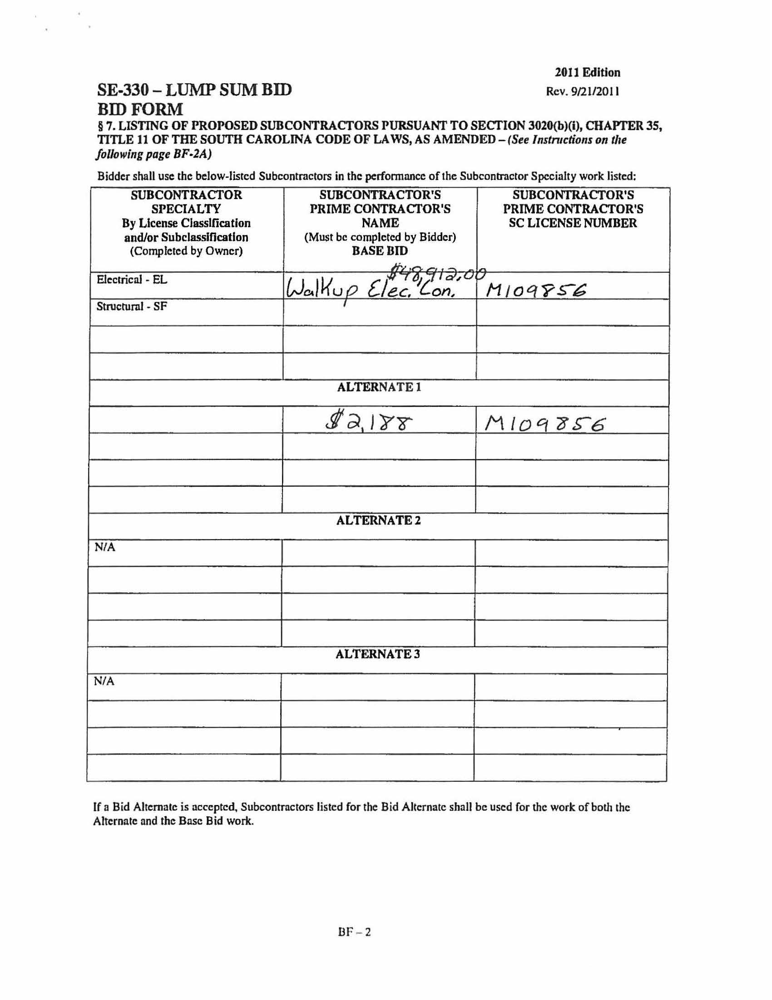 2011 Edition
SE-330 – LUMP SUM BID
Rev. 9/21/2011
BID FORM
§ 7. LISTING OF PROPOSED SUBCONTRACTORS PURSUANT TO SECTION 3020(b)(i), CHAPTER 35,
TITLE 11 OF THE SOUTH CAROLINA CODE OF LAWS, AS AMENDED – (See Instructions on the
following page BF-2A)
Bidder shall use the below-listed Subcontractors in the performance of the Subcontractor Specialty work listed:
SUBCONTRACTOR
SPECIALTY
By License Classification
and/or Subclassification
(Completed by Owner)
SUBCONTRACTOR'S
PRIME CONTRACTOR'S
NAME
(Must be completed by Bidder)
BASE BID
SUBCONTRACTOR'S
PRIME CONTRACTOR'S
SC LICENSE NUMBER
$48,912.00
Electrical - EL
Walkup Elec. Con.
M109856
Structural - SF
ALTERNATE 1
$2,188
M109856
ALTERNATE 2
N/A
ALTERNATE 3
N/A
If a Bid Alternate is accepted, Subcontractors listed for the Bid Alternate shall be used for the work of both the
Alternate and the Base Bid work.
BF – 2